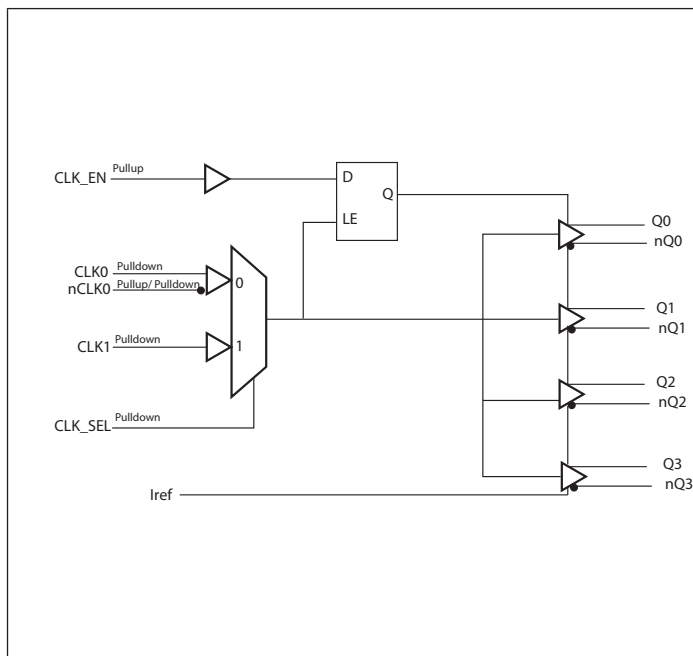 CLK_EN Pullup
D
Q
LE
Q0
nQ0
CLK0 Pulldown
nCLK0 Pullup/ Pulldown
0
Q1
nQ1
CLK1 Pulldown
1
Q2
nQ2
CLK_SEL Pulldown
Q3
nQ3
Iref